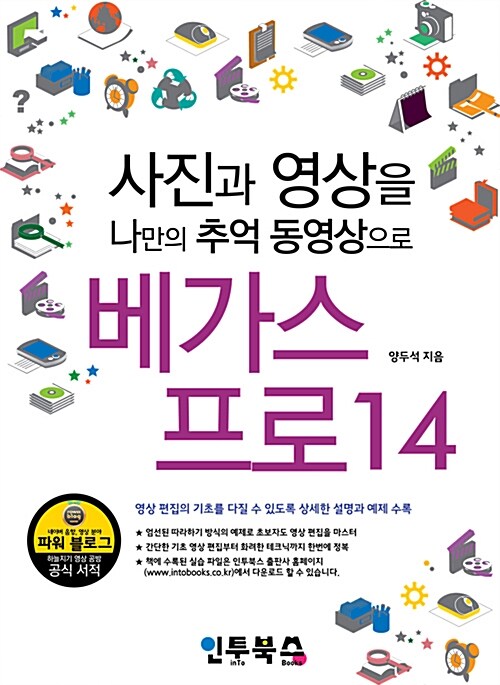 사진과 영상을
나만의 추억 동영상으로
베가스
양두석 지음
프로14
영상 편집의 기초를 다질 수 있도록 상세한 설명과 예제 수록
★ 엄선된 따라하기 방식의 예제로 초보자도 영상 편집을 마스터
★ 간단한 기초 영상 편집부터 화려한 테크닉까지 한번에 정복
★ 책에 수록된 실습 파일은 인투북스 출판사 홈페이지
(www.intobooks.co.kr)에서 다운로드 할 수 있습니다.
power
blog
네이버 음향, 영상 분야
파워 블로그
하늘지기 영상 공방
공식 서적
인투북스
inTo Books
?